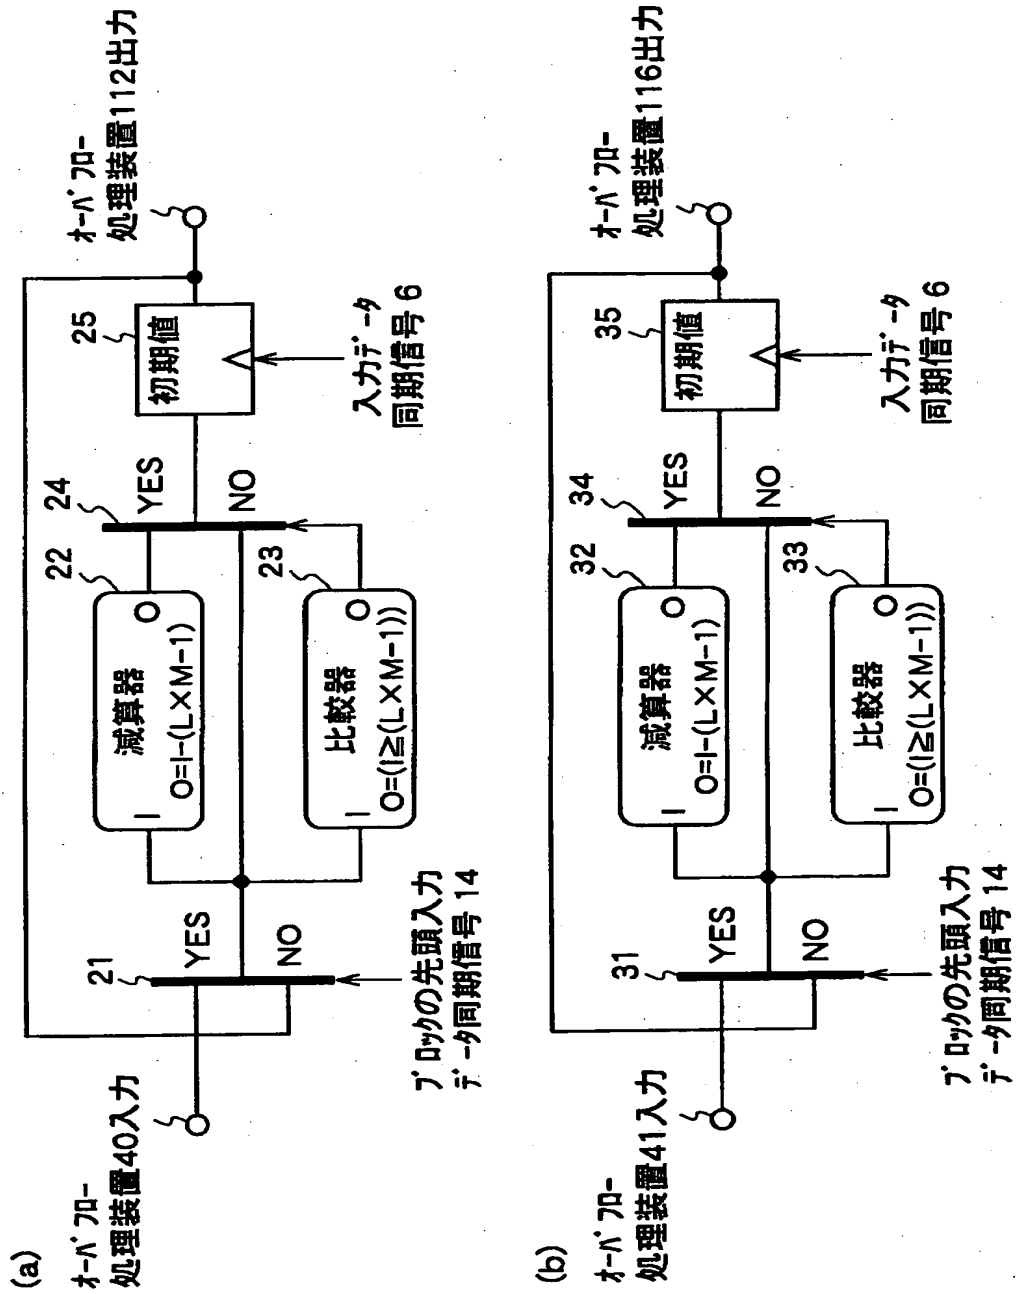 (a)
オーバフロー
処理装置40入力
ブロックの先頭入力
データ同期信号 14
21
YES
NO
22
減算器
I
O
O=I-(L×M-1)
23
比較器
I
O
O=(I≧(L×M-1))
24
YES
NO
25
初期値
入力データ
同期信号 6
オーバフロー
処理装置112出力
(b)
オーバフロー
処理装置41入力
ブロックの先頭入力
データ同期信号 14
31
YES
NO
32
減算器
I
O
O=I-(L×M-1)
33
比較器
I
O
O=(I≧(L×M-1))
34
YES
NO
35
初期値
入力データ
同期信号 6
オーバフロー
処理装置116出力